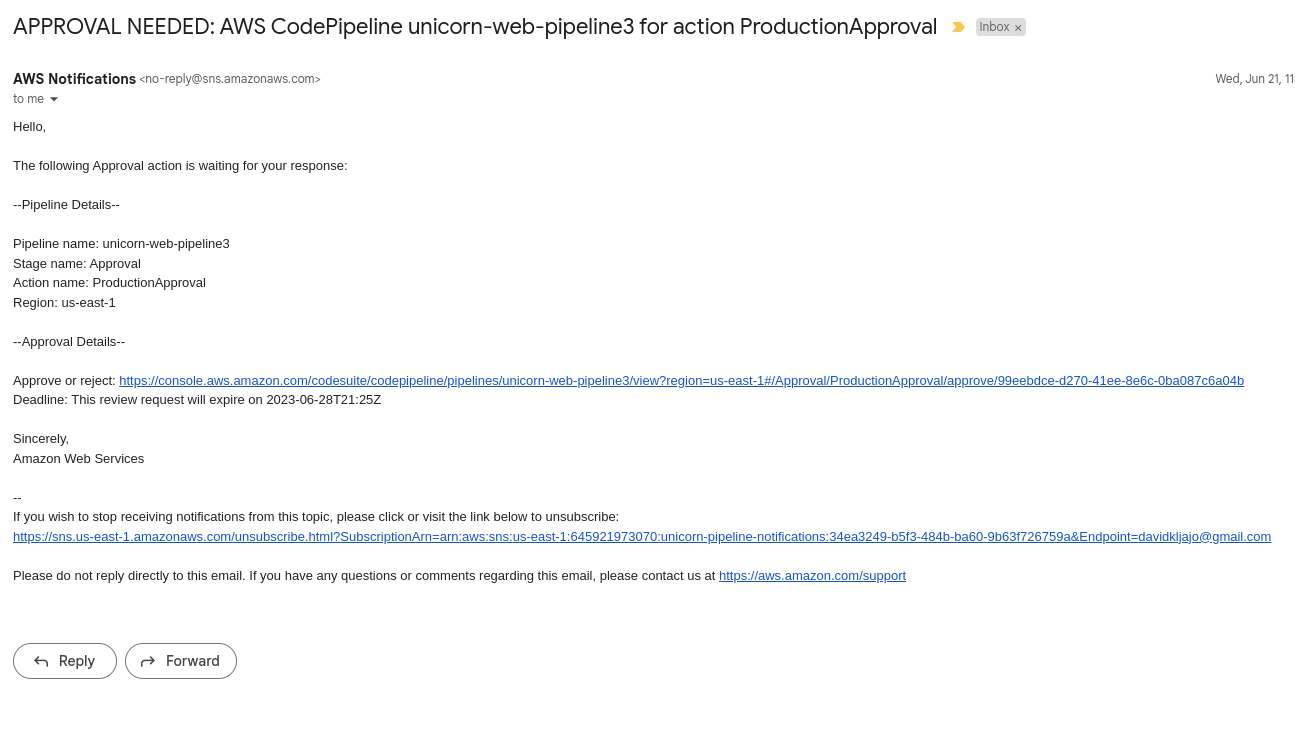 APPROVAL NEEDED: AWS CodePipeline unicorn-web-pipeline3 for action ProductionApproval Inbox ×
AWS Notifications <no-reply@sns.amazonaws.com> Wed, Jun 21, 11
to me
Hello,
The following Approval action is waiting for your response:
--Pipeline Details--
Pipeline name: unicorn-web-pipeline3
Stage name: Approval
Action name: ProductionApproval
Region: us-east-1
--Approval Details--
Approve or reject: https://console.aws.amazon.com/codesuite/codepipeline/pipelines/unicorn-web-pipeline3/view?region=us-east-1#/Approval/ProductionApproval/approve/99eebdce-d270-41ee-8e6c-0ba087c6a04b
Deadline: This review request will expire on 2023-06-28T21:25Z
Sincerely,
Amazon Web Services
--
If you wish to stop receiving notifications from this topic, please click or visit the link below to unsubscribe:
https://sns.us-east-1.amazonaws.com/unsubscribe.html?SubscriptionArn=arn:aws:sns:us-east-1:645921973070:unicorn-pipeline-notifications:34ea3249-b5f3-484b-ba60-9b63f726759a&Endpoint=davidkljajo@gmail.com
Please do not reply directly to this email. If you have any questions or comments regarding this email, please contact us at https://aws.amazon.com/support
Reply Forward